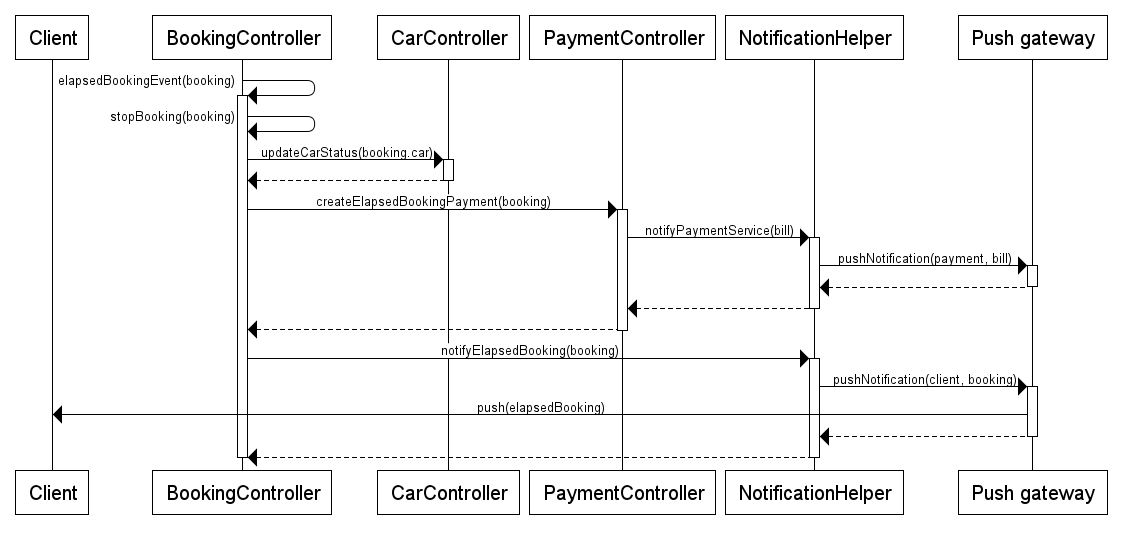 Client
BookingController
CarController
PaymentController
NotificationHelper
Push gateway
elapsedBookingEvent(booking)
stopBooking(booking)
updateCarStatus(booking.car)
createElapsedBookingPayment(booking)
notifyPaymentService(bill)
pushNotification(payment, bill)
notifyElapsedBooking(booking)
pushNotification(client, booking)
push(elapsedBooking)
Client
BookingController
CarController
PaymentController
NotificationHelper
Push gateway